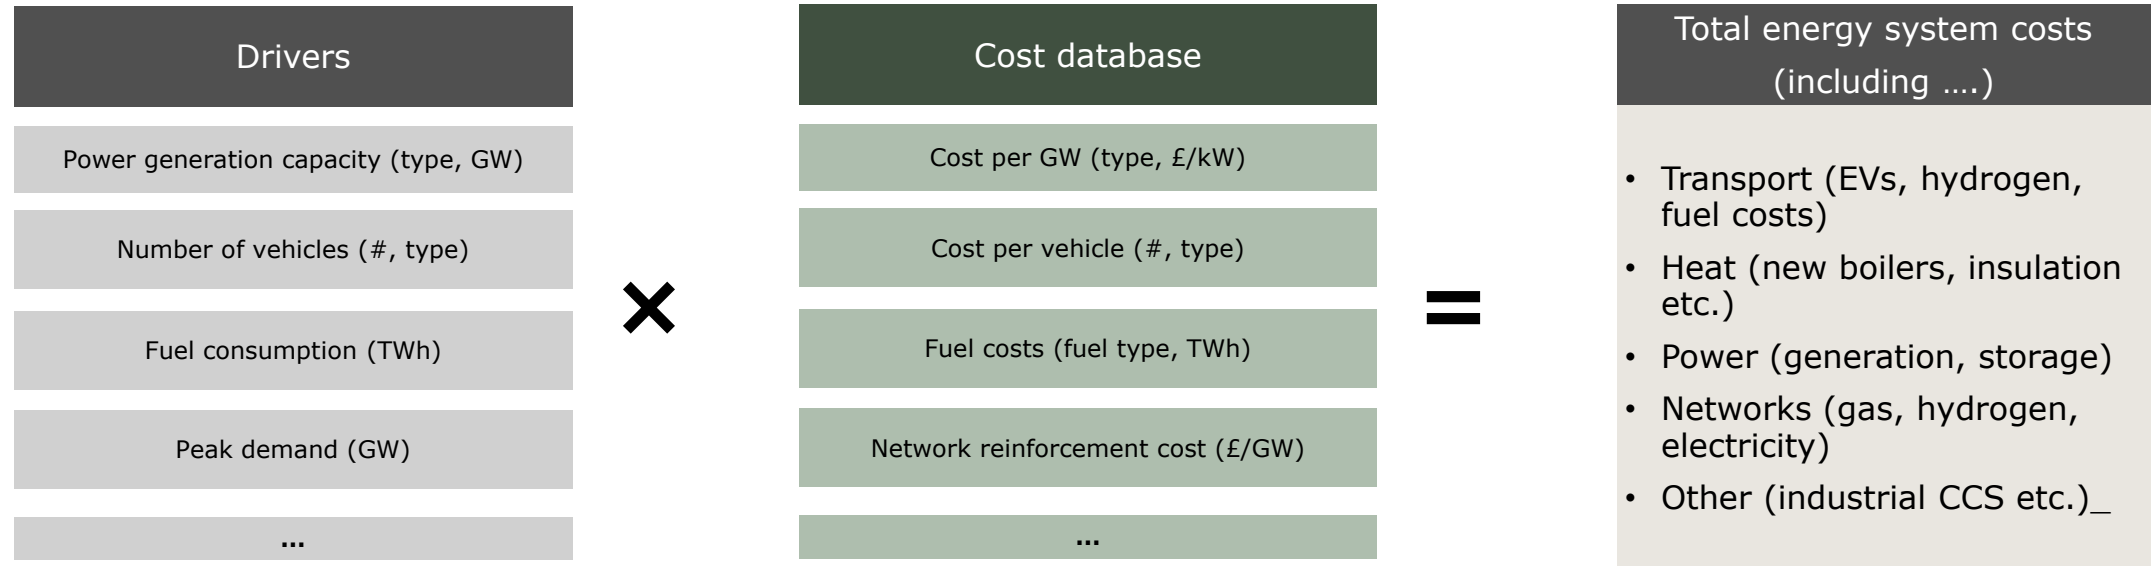 Drivers
Power generation capacity (type, GW)
Number of vehicles (#, type)
Fuel consumption (TWh)
Peak demand (GW)
...
×
Cost database
Cost per GW (type, £/kW)
Cost per vehicle (#, type)
Fuel costs (fuel type, TWh)
Network reinforcement cost (£/GW)
...
=
Total energy system costs
(including ....)
• Transport (EVs, hydrogen,
fuel costs)
• Heat (new boilers, insulation
etc.)
• Power (generation, storage)
• Networks (gas, hydrogen,
electricity)
• Other (industrial CCS etc.)_